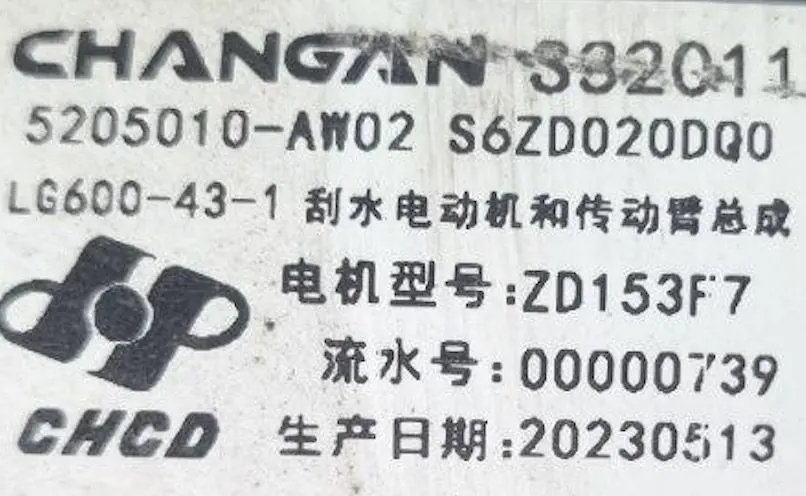 CHANGAN S32011
5205010-AW02 S6ZD020DQ0
LG600-43-1 刮水电动机和传动臂总成
电机型号:ZD153F7
流水号:00000739
CHCD 生产日期:20230513